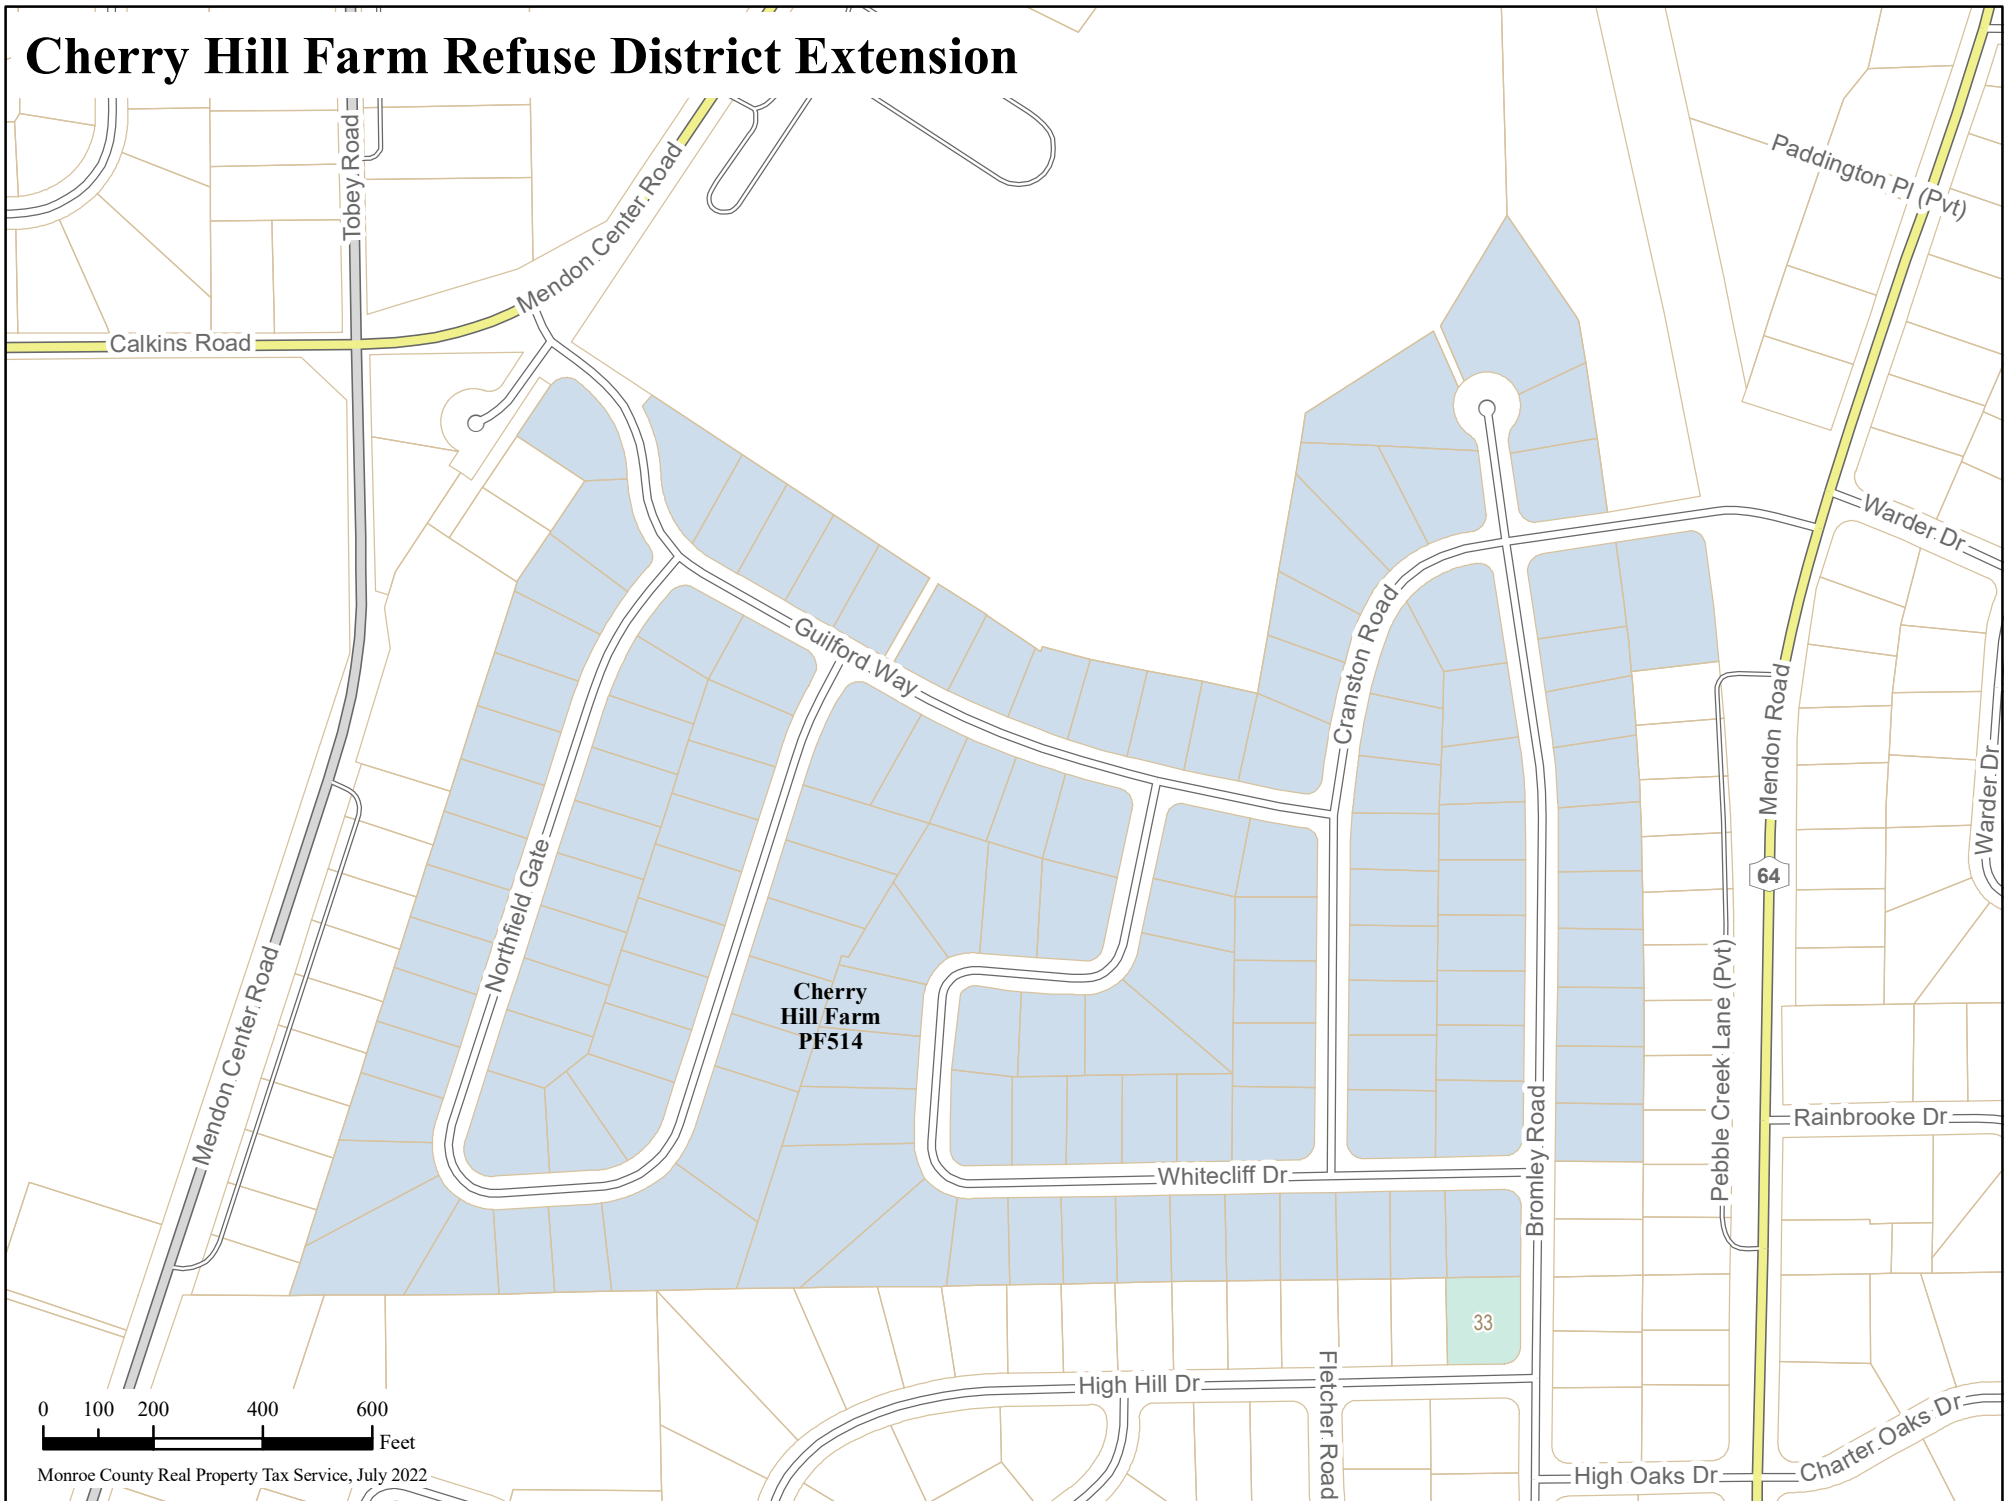 Cherry Hill Farm Refuse District Extension
Tobey Road
Mendon Center Road
Paddington Pl (Pvt)
Calkins Road
Warder Dr
Guilford Way
Cranston Road
Mendon Road
Warder Dr
64
Northfield Gate
Mendon Center Road
Cherry
Hill Farm
PF514
Pebble Creek Lane (Pvt)
Rainbrooke Dr
Whitecliff Dr
Bromley Road
33
High Hill Dr
Fletcher Road
Charter Oaks Dr
High Oaks Dr
0 100 200 400 600
Feet
Monroe County Real Property Tax Service, July 2022